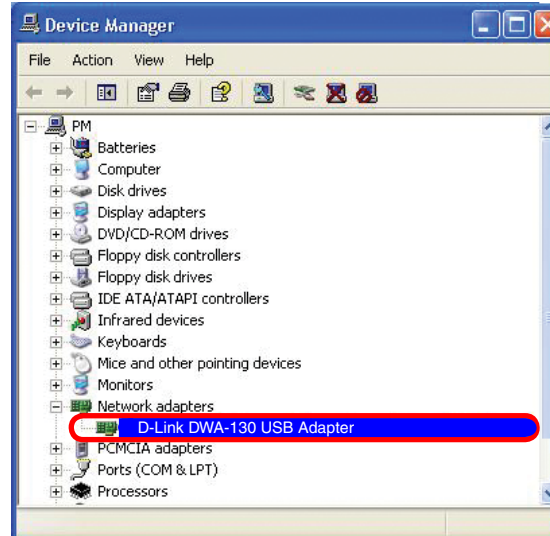 Device Manager
File Action View Help
PM
Batteries
Computer
Disk drives
Display adapters
DVD/CD-ROM drives
Floppy disk controllers
Floppy disk drives
IDE ATA/ATAPI controllers
Infrared devices
Keyboards
Mice and other pointing devices
Monitors
Network adapters
D-Link DWA-130 USB Adapter
PCMCIA adapters
Ports (COM & LPT)
Processors